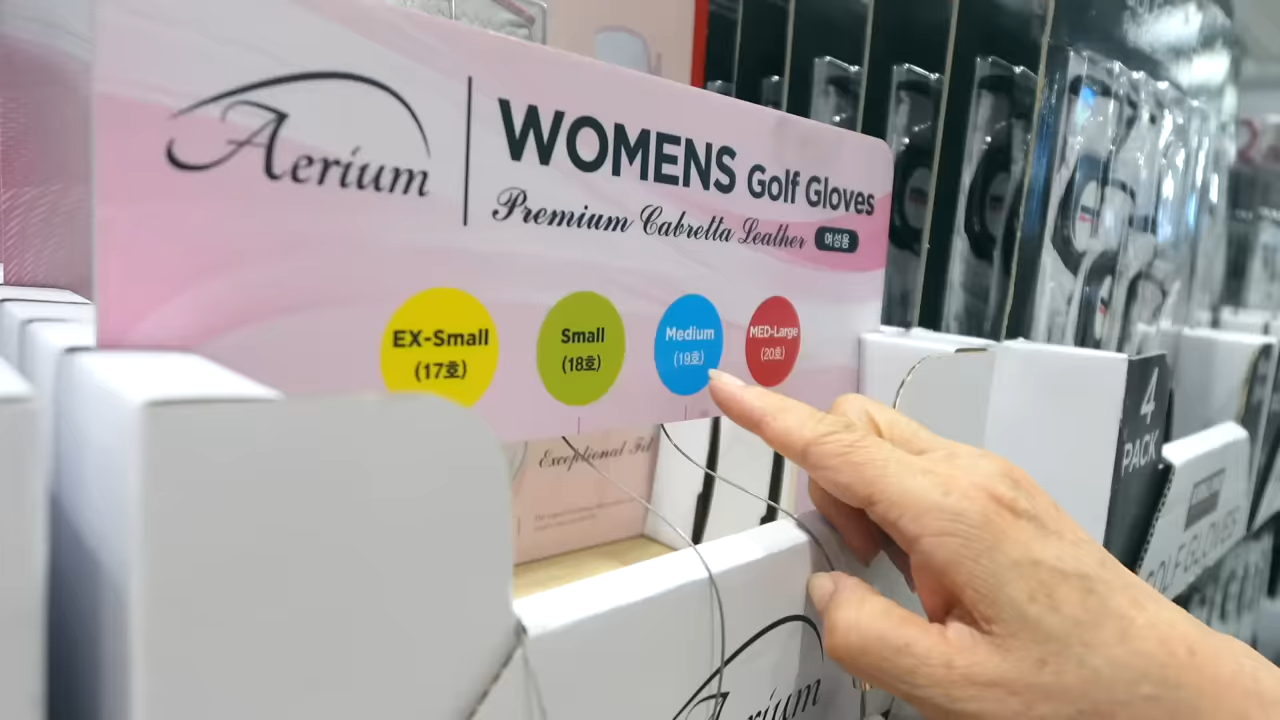 Aerium
WOMENS Golf Gloves
Premium Cabretta Leather 여성용
EX-Small
(17호)
Small
(18호)
Medium
(19호)
MED-Large
(20호)
Exceptional Fit
4
PACK
GOLF GLOVES
Aerium